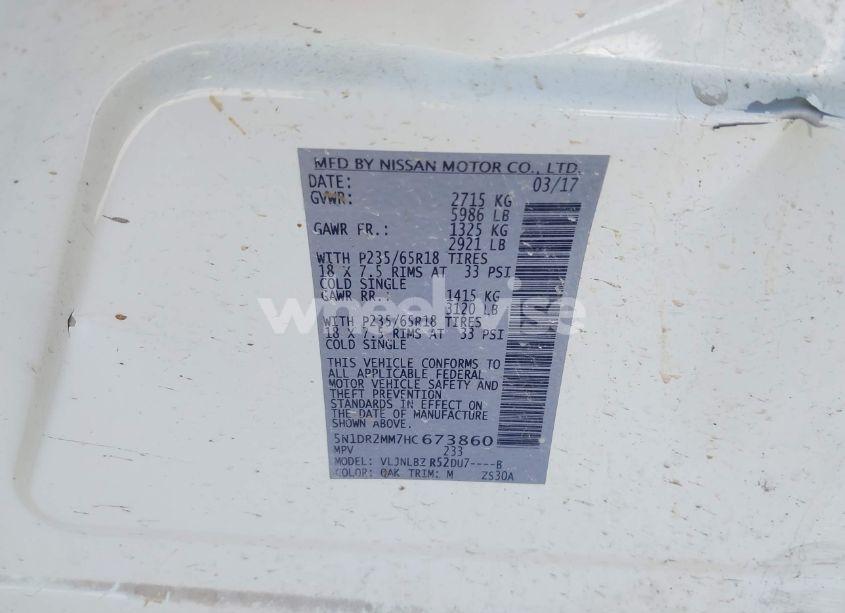 MFD BY NISSAN MOTOR CO., LTD.
DATE: 03/17
GVWR: 2715 KG
5986 LB
GAWR FR.: 1325 KG
2921 LB
WITH P235/65R18 TIRES
18 X 7.5 RIMS AT 33 PSI
COLD SINGLE
GAWR RR.: 1415 KG
3120 LB
WITH P235/65R18 TIRES
18 X 7.5 RIMS AT 33 PSI
COLD SINGLE
wheelwise
THIS VEHICLE CONFORMS TO
ALL APPLICABLE FEDERAL
MOTOR VEHICLE SAFETY AND
THEFT PREVENTION
STANDARDS IN EFFECT ON
THE DATE OF MANUFACTURE
SHOWN ABOVE.
5N1DR2MM7HC673860
MPV 233
MODEL: VLJNLBZ R52DU7----B
COLOR: QAK TRIM: M ZS30A